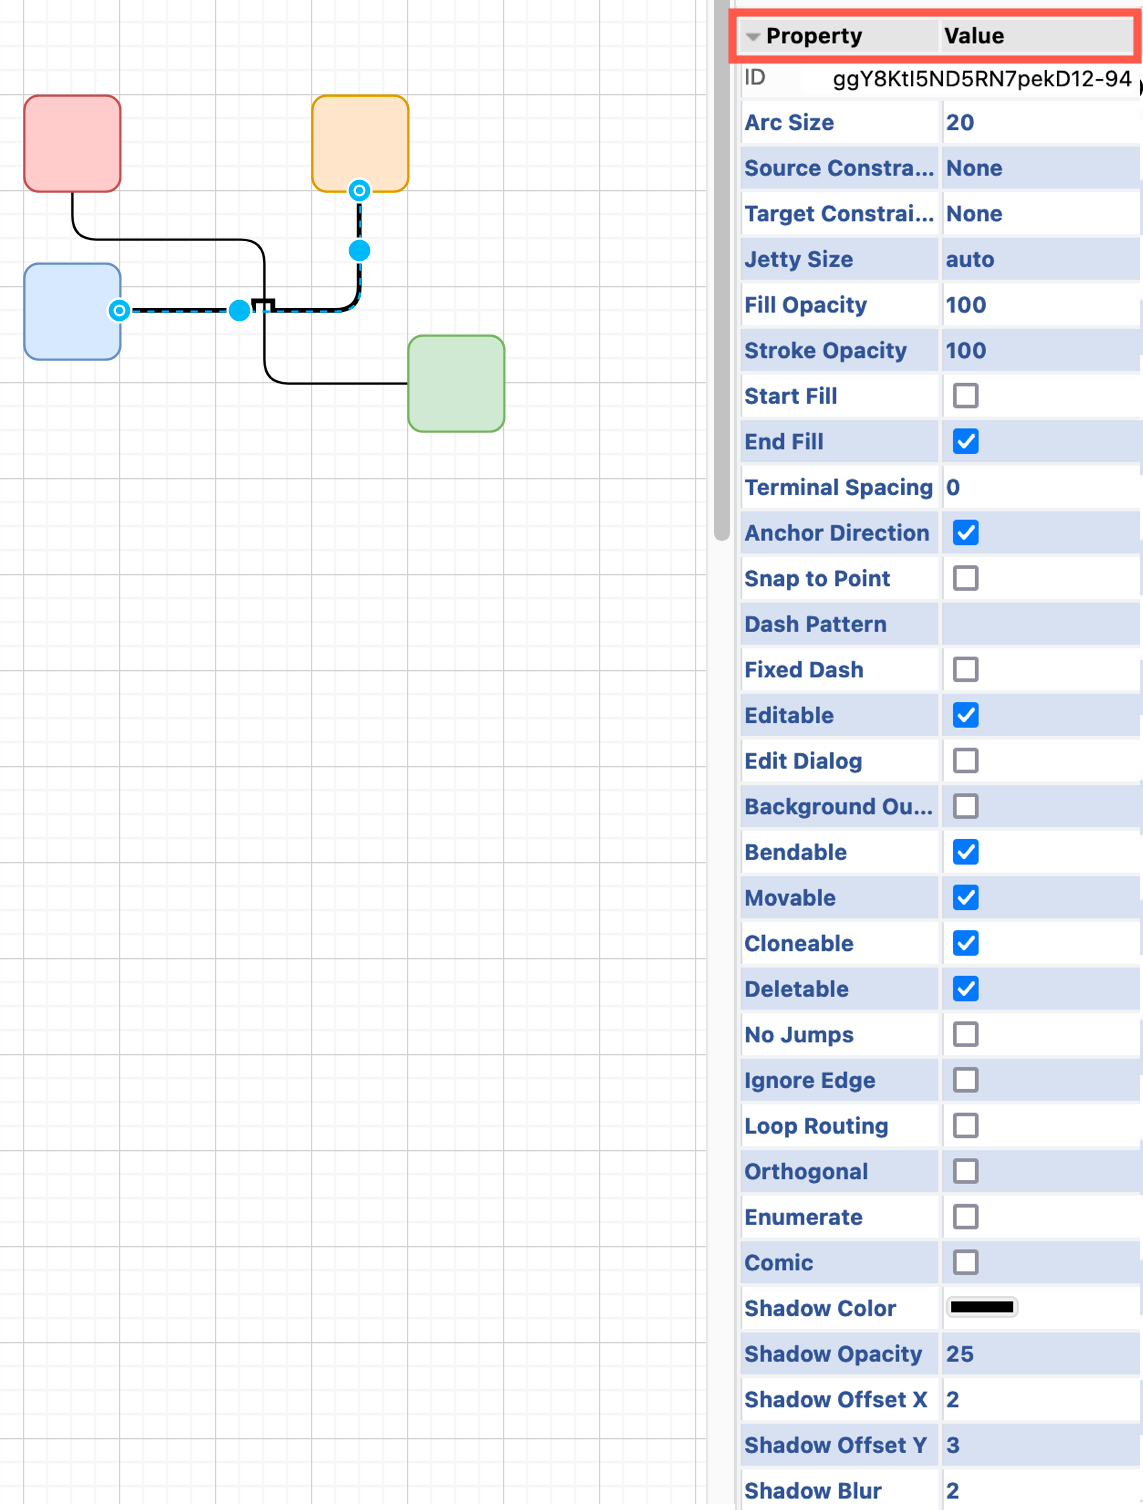 Property Value
ID ggY8KtI5ND5RN7pekD12-94
Arc Size 20
Source Constra... None
Target Constrai... None
Jetty Size auto
Fill Opacity 100
Stroke Opacity 100
Start Fill
End Fill
Terminal Spacing 0
Anchor Direction
Snap to Point
Dash Pattern
Fixed Dash
Editable
Edit Dialog
Background Ou...
Bendable
Movable
Cloneable
Deletable
No Jumps
Ignore Edge
Loop Routing
Orthogonal
Enumerate
Comic
Shadow Color
Shadow Opacity 25
Shadow Offset X 2
Shadow Offset Y 3
Shadow Blur 2